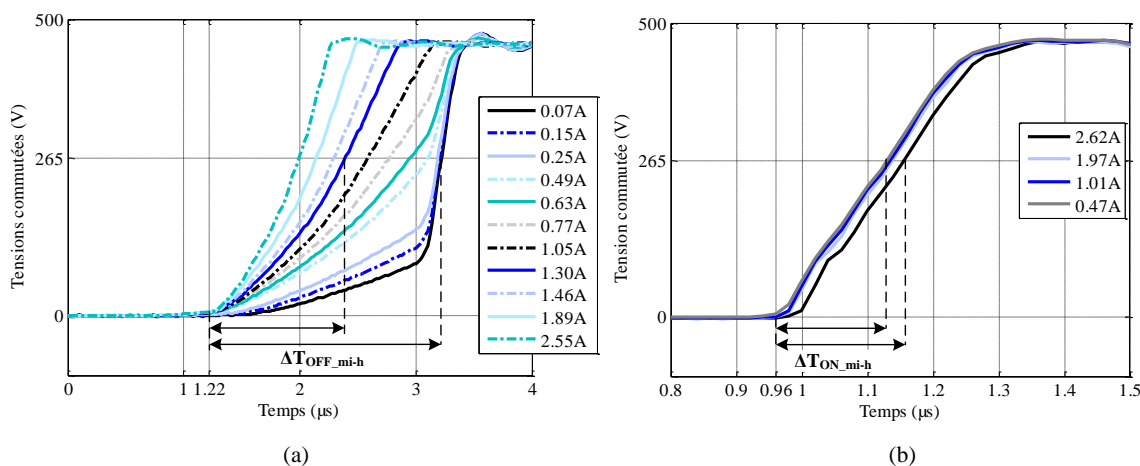 500
265
0
Tensions commutées (V)
0
1
1.22
2
3
4
Temps (µs)
ΔT_OFF_mi-h
0.07A
0.15A
0.25A
0.49A
0.63A
0.77A
1.05A
1.30A
1.46A
1.89A
2.55A
(a)
500
265
0
Tension commutée (V)
0.8
0.9
0.96
1
1.1
1.2
1.3
1.4
1.5
Temps (µs)
ΔT_ON_mi-h
2.62A
1.97A
1.01A
0.47A
(b)